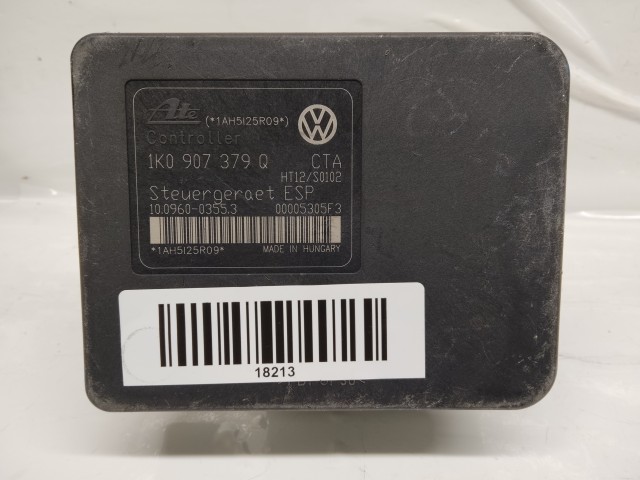 Ate (*1AH5I25R09*)
Controller
1K0 907 379 Q CTA
HT12/S0102
Steuergeraet ESP
10.0960-0355.3 00005305F3
*1AH5I25R09* MADE IN HUNGARY
18213